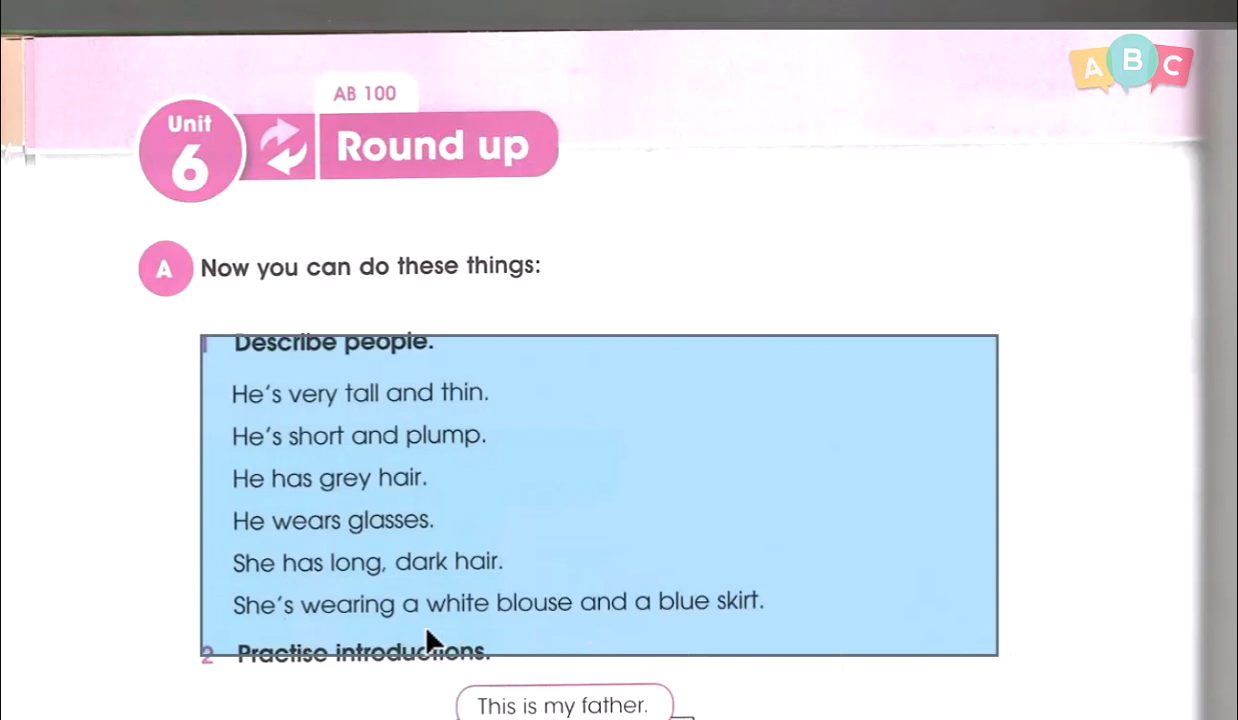 A B C
AB 100
Unit
6
Round up
A Now you can do these things:
1 Describe people.
He's very tall and thin.
He's short and plump.
He has grey hair.
He wears glasses.
She has long, dark hair.
She's wearing a white blouse and a blue skirt.
2 Practise introductions.
This is my father.